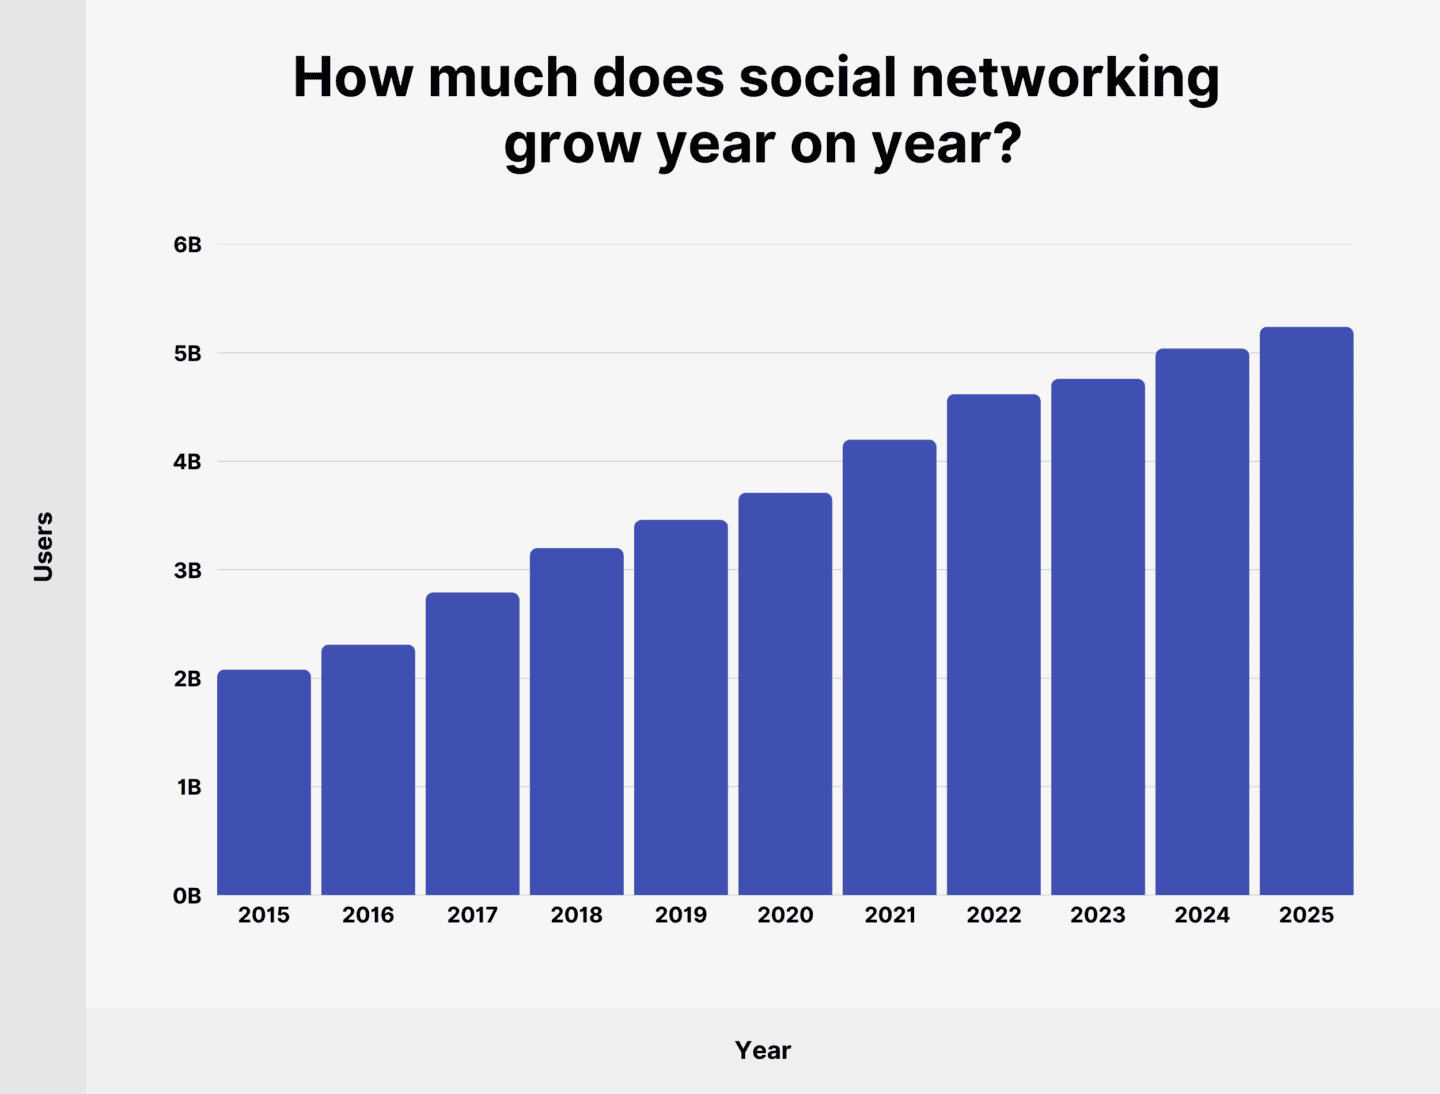 How much does social networking
grow year on year?
6B
5B
4B
3B
2B
1B
0B
Users
2015 2016 2017 2018 2019 2020 2021 2022 2023 2024 2025
Year